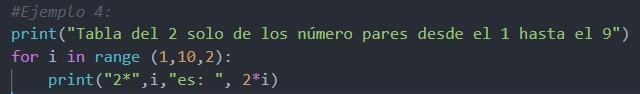 #Ejemplo 4:
print("Tabla del 2 solo de los número pares desde el 1 hasta el 9")
for i in range (1,10,2):
    print("2*",i,"es: ", 2*i)